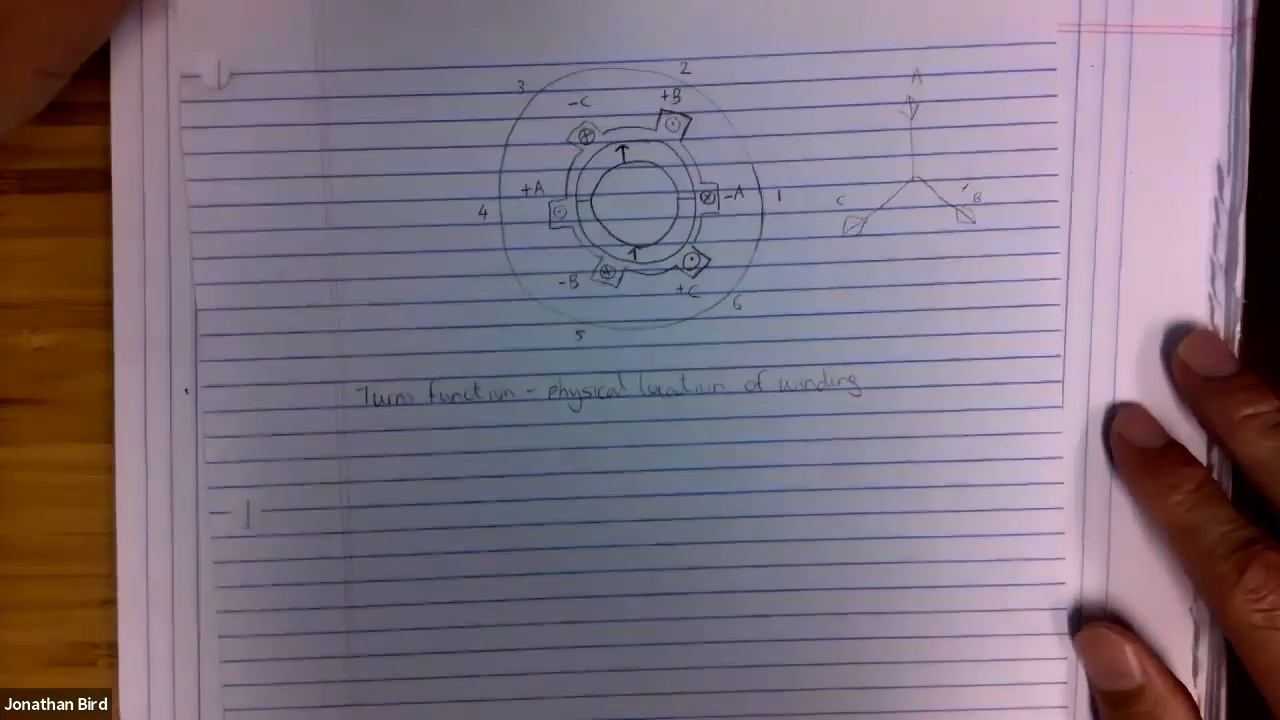 2
3
-C
+B
A
+A
-A
1
C
B
4
-B
+C
6
5
Turns function - physical location of winding
Jonathan Bird